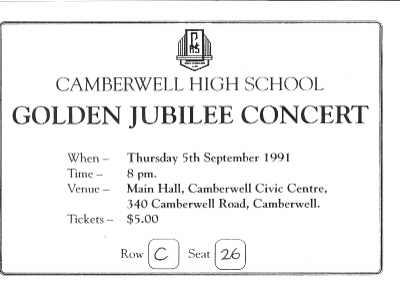 CAMBERWELL HIGH SCHOOL
GOLDEN JUBILEE CONCERT
When – Thursday 5th September 1991
Time – 8 pm.
Venue – Main Hall, Camberwell Civic Centre,
340 Camberwell Road, Camberwell.
Tickets – $5.00
Row C Seat 26